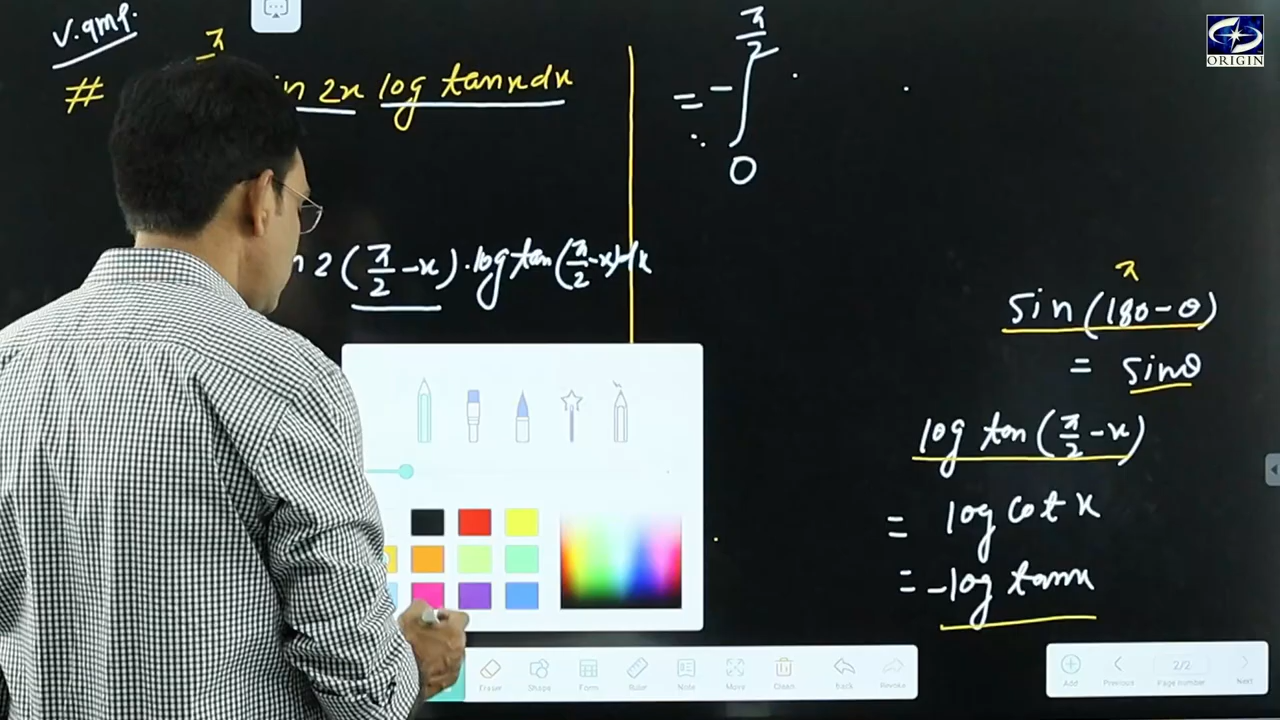 v.Imp.
π
# in 2x log tanx dx
n 2 (π/2 -x) . log tan (π/2 -x) dx
= - ∫
π/2
0
π
sin (180-θ)
= sinθ
log tan (π/2 -x)
= log cot x
= -log tanx
ORIGIN
Eraser Shape Form Ruler Note Move Clean back Revoke
Add Previous 2/2 Page number Next